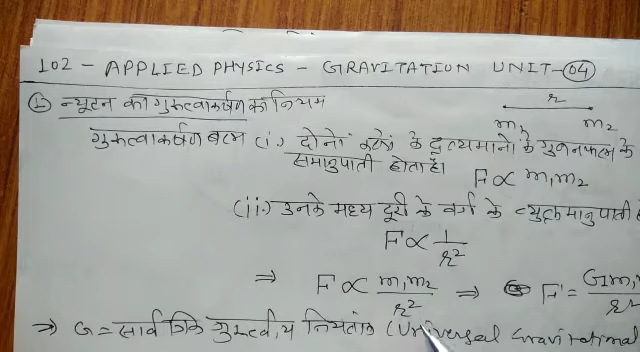 102 - APPLIED PHYSICS - GRAVITATION UNIT-04
① न्यूटन का गुरुत्वाकर्षण का नियम
r
m₁ m₂
गुरुत्वाकर्षण बल (i.) दोनों कणों के द्रव्यमानों के गुणनफल के
समानुपाती होता है।
F ∝ m₁m₂
(ii.) उनके मध्य दूरी के वर्ग के व्युत्क्रमानुपाती
F ∝ 1/r²
⇒ F ∝ m₁m₂/r² ⇒ F = Gm₁
⇒ G = सार्वत्रिक गुरुत्वीय नियतांक (Universal Gravitational